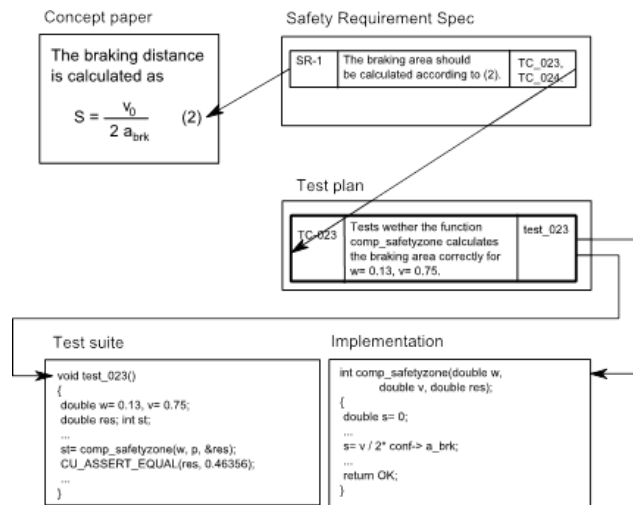 Concept paper
The braking distance
is calculated as
S = v0 / 2 abrk (2)
Safety Requirement Spec
SR-1
The braking area should
be calculated according to (2).
TC_023,
TC_024,
Test plan
TC-023
Tests wether the function
comp_safetyzone calculates
the braking area correctly for
w= 0.13, v= 0.75.
test_023
Test suite
void test_023()
{
double w= 0.13, v= 0.75;
double res; int st;
...
st= comp_safetyzone(w, p, &res);
CU_ASSERT_EQUAL(res, 0.46356);
...
}
Implementation
int comp_safetyzone(double w,
double v, double res);
{
double s= 0;
...
s= v / 2* conf-> a_brk;
...
return OK;
}